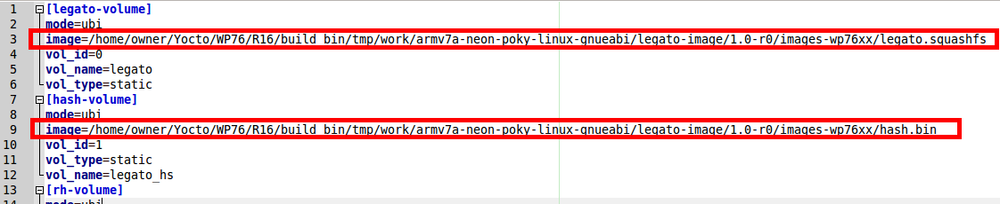 1 [legato-volume]
2 mode=ubi
3 image=/home/owner/Yocto/WP76/R16/build_bin/tmp/work/armv7a-neon-poky-linux-gnueabi/legato-image/1.0-r0/images-wp76xx/legato.squashfs
4 vol_id=0
5 vol_name=legato
6 vol_type=static
7 [hash-volume]
8 mode=ubi
9 image=/home/owner/Yocto/WP76/R16/build_bin/tmp/work/armv7a-neon-poky-linux-gnueabi/legato-image/1.0-r0/images-wp76xx/hash.bin
10 vol_id=1
11 vol_type=static
12 vol_name=legato_hs
13 [rh-volume]
14 mode=ubi